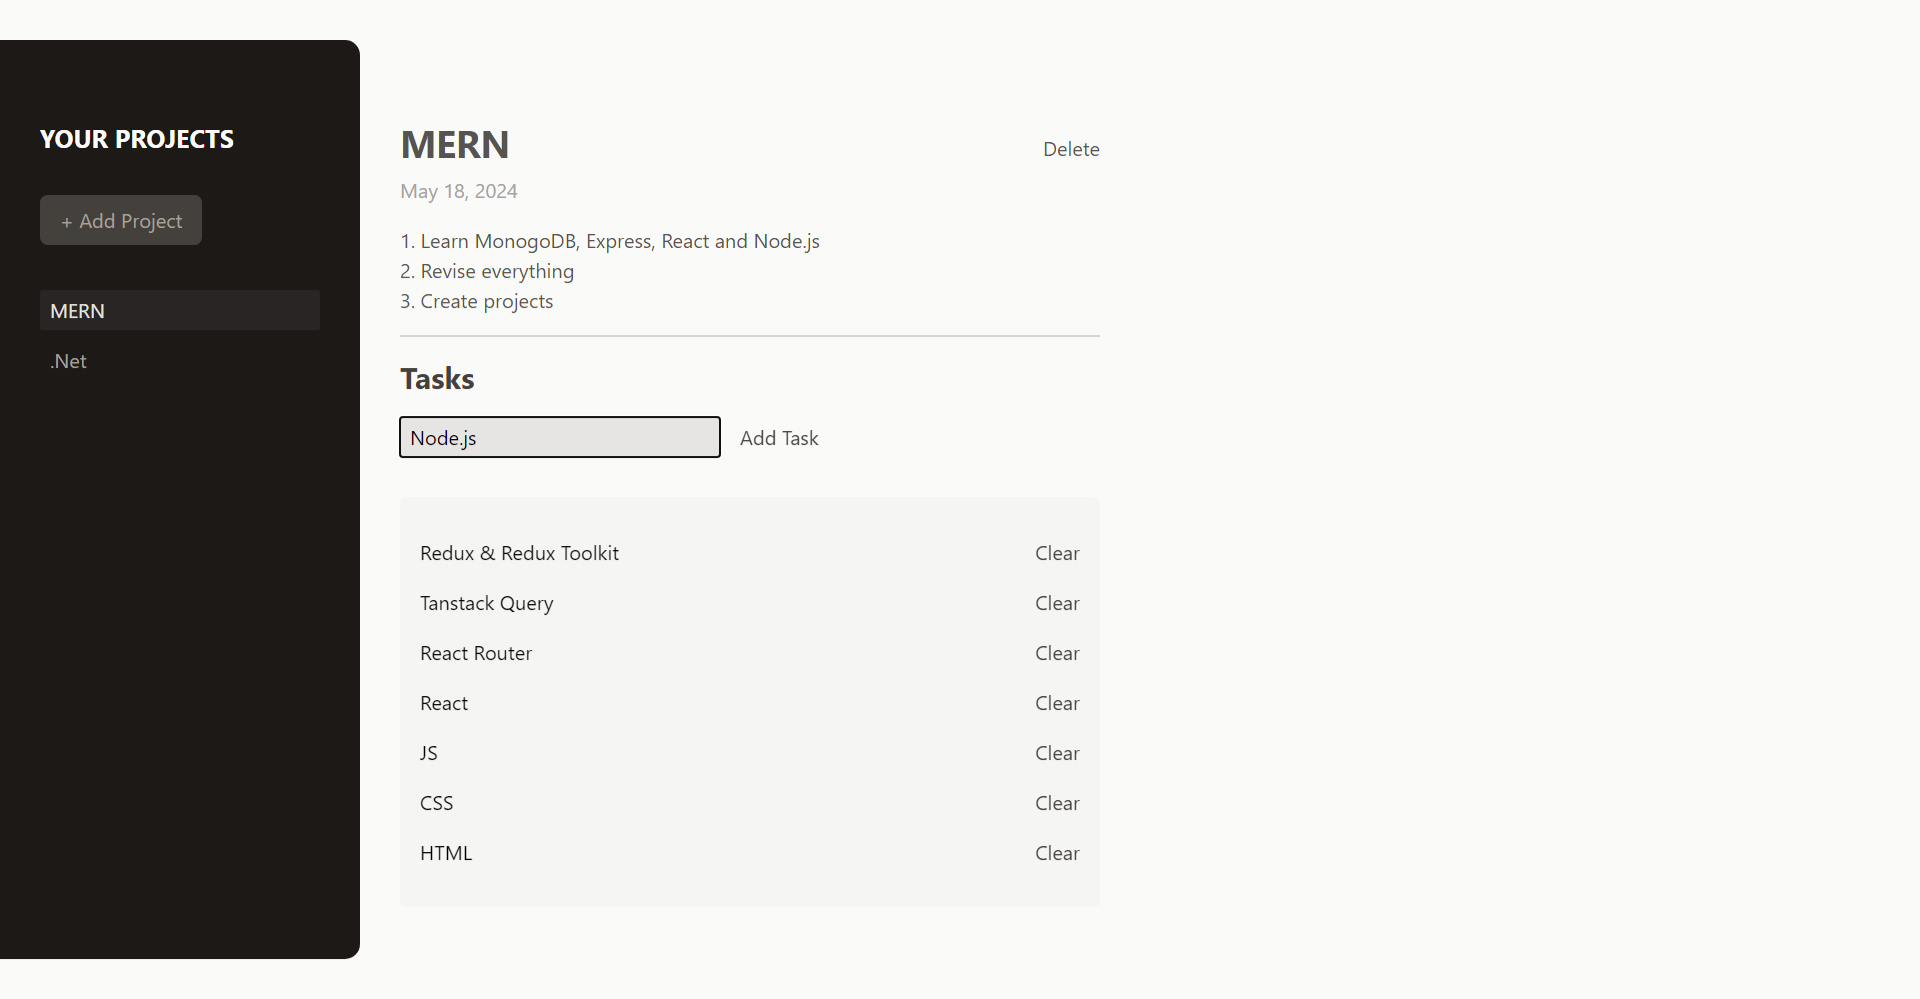 YOUR PROJECTS
+ Add Project
MERN
.Net
MERN
Delete
May 18, 2024
1. Learn MonogoDB, Express, React and Node.js
2. Revise everything
3. Create projects
Tasks
Node.js
Add Task
Redux & Redux Toolkit
Clear
Tanstack Query
Clear
React Router
Clear
React
Clear
JS
Clear
CSS
Clear
HTML
Clear